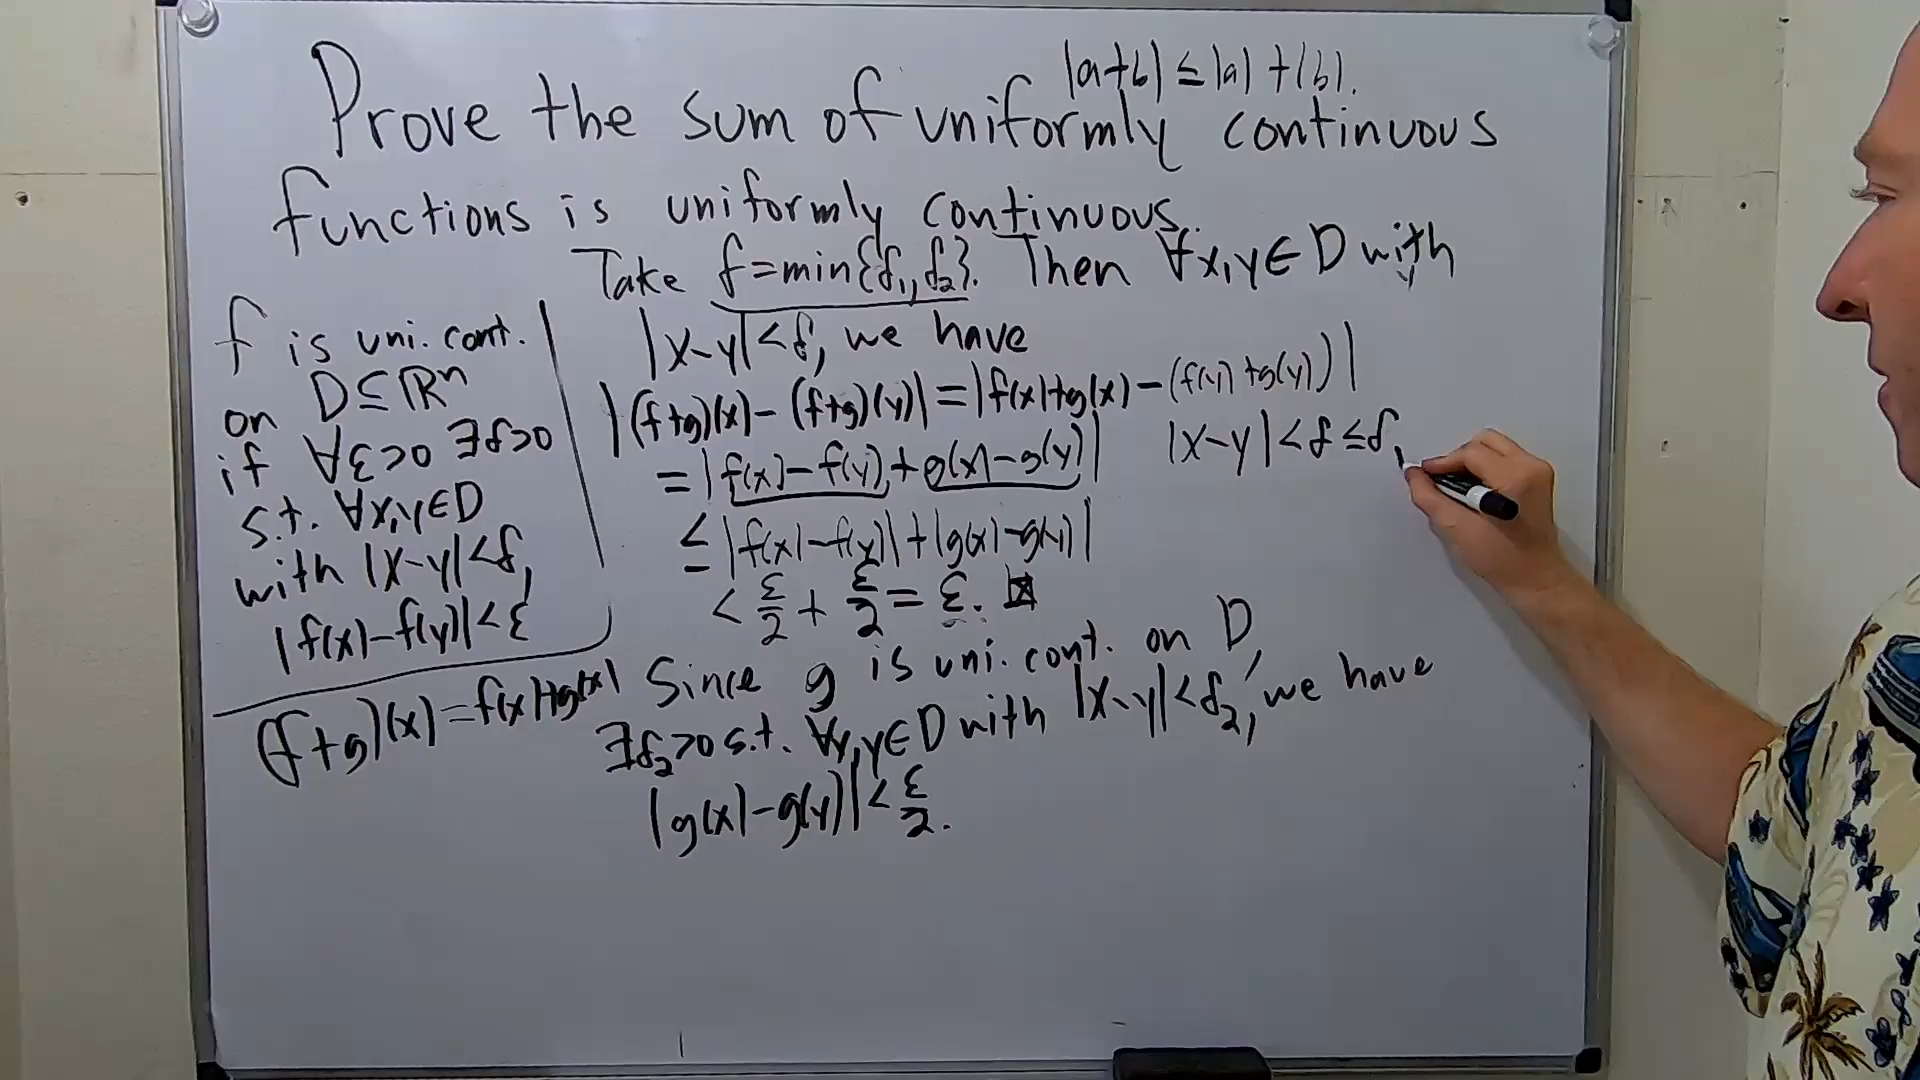 |a+b| ≤ |a| + |b|.
Prove the sum of uniformly continuous
functions is uniformly continuous.
Take δ = min{δ₁, δ₂}. Then ∀x,y∈D with
|x-y| < δ, we have
|(f+g)(x) - (f+g)(y)| = |f(x)+g(x) - (f(y)+g(y))|
= |f(x) - f(y) + g(x) - g(y)|
|x-y| < δ ≤ δ₁
≤ |f(x) - f(y)| + |g(x) - g(y)|
< ε/2 + ε/2 = ε.
Since g is uni. cont. on D,
∃δ₂>0 s.t. ∀x,y∈D with |x-y| < δ₂, we have
|g(x) - g(y)| < ε/2.
f is uni. cont.
on D ⊆ ℝⁿ
if ∀ε>0 ∃δ>0
s.t. ∀x,y∈D
with |x-y| < δ,
|f(x) - f(y)| < ε
(f+g)(x) = f(x)+g(x)